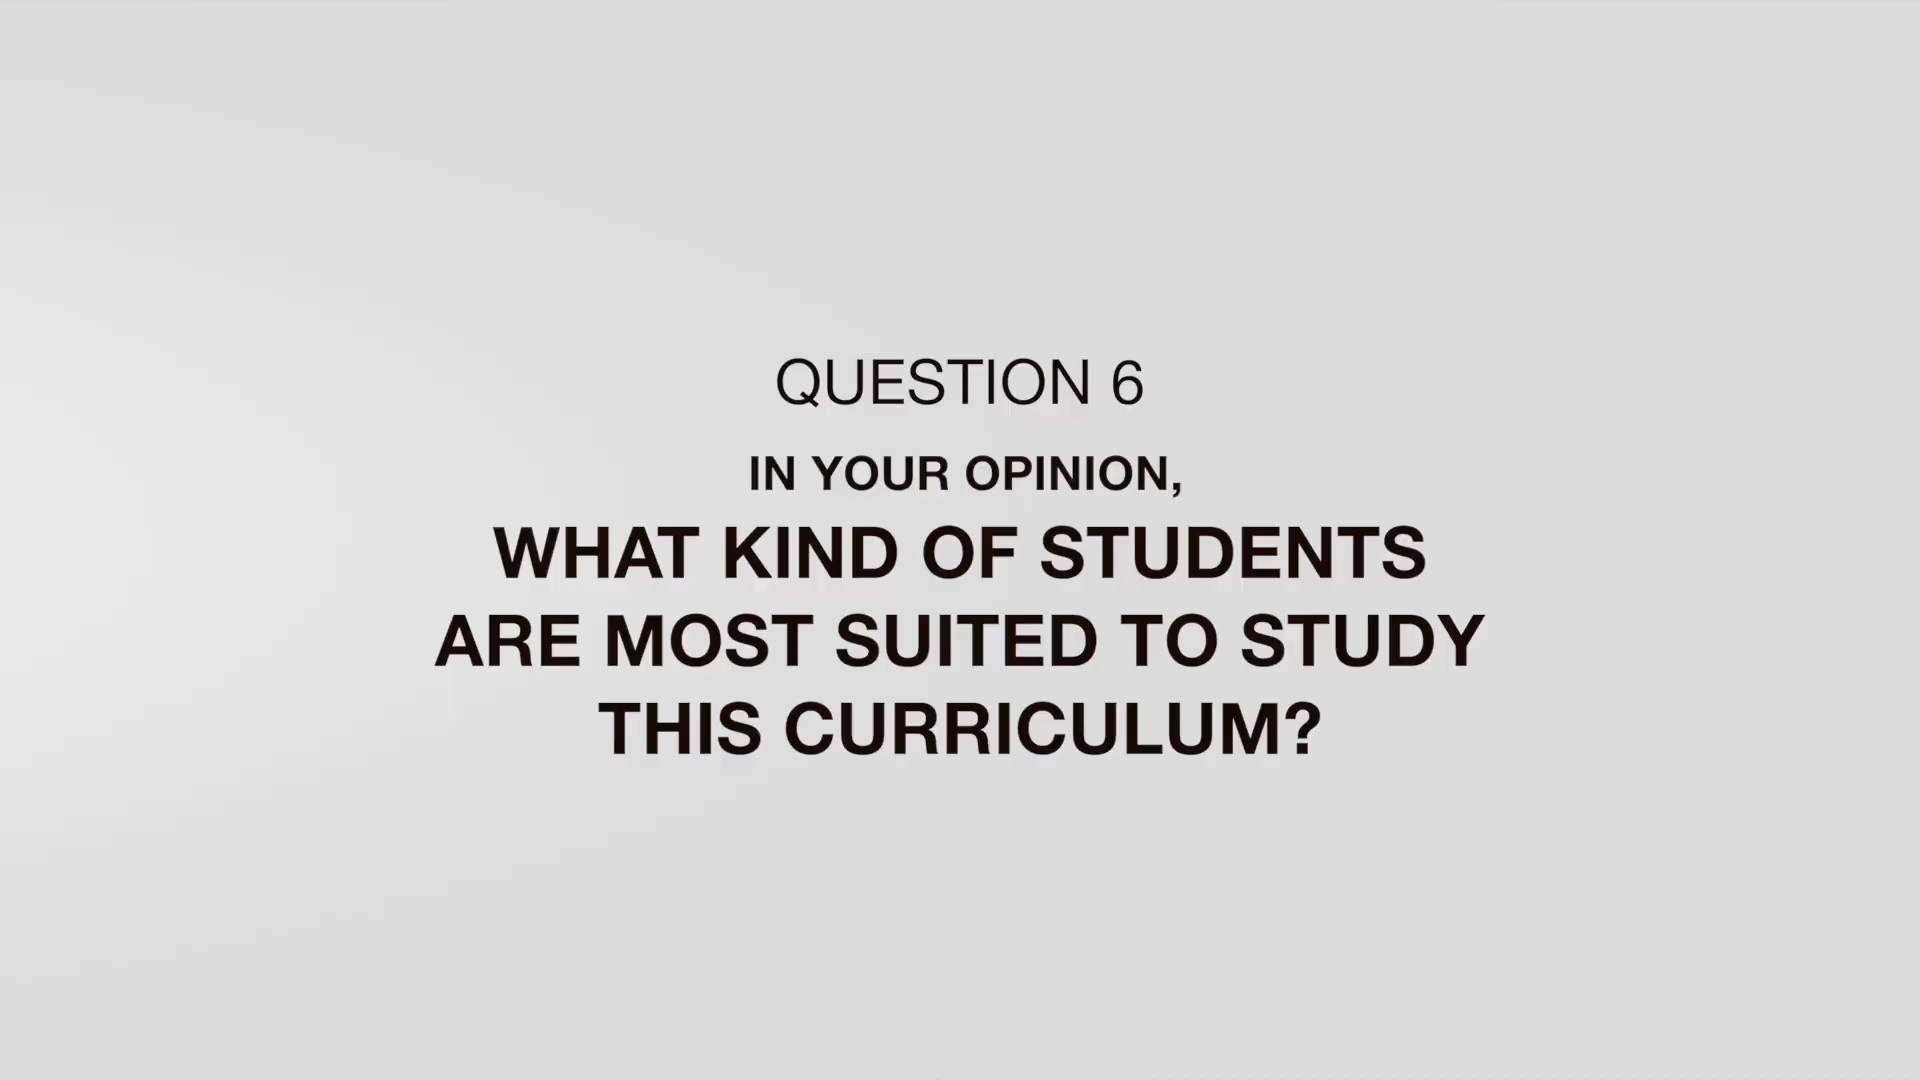 QUESTION 6
IN YOUR OPINION,
WHAT KIND OF STUDENTS
ARE MOST SUITED TO STUDY
THIS CURRICULUM?